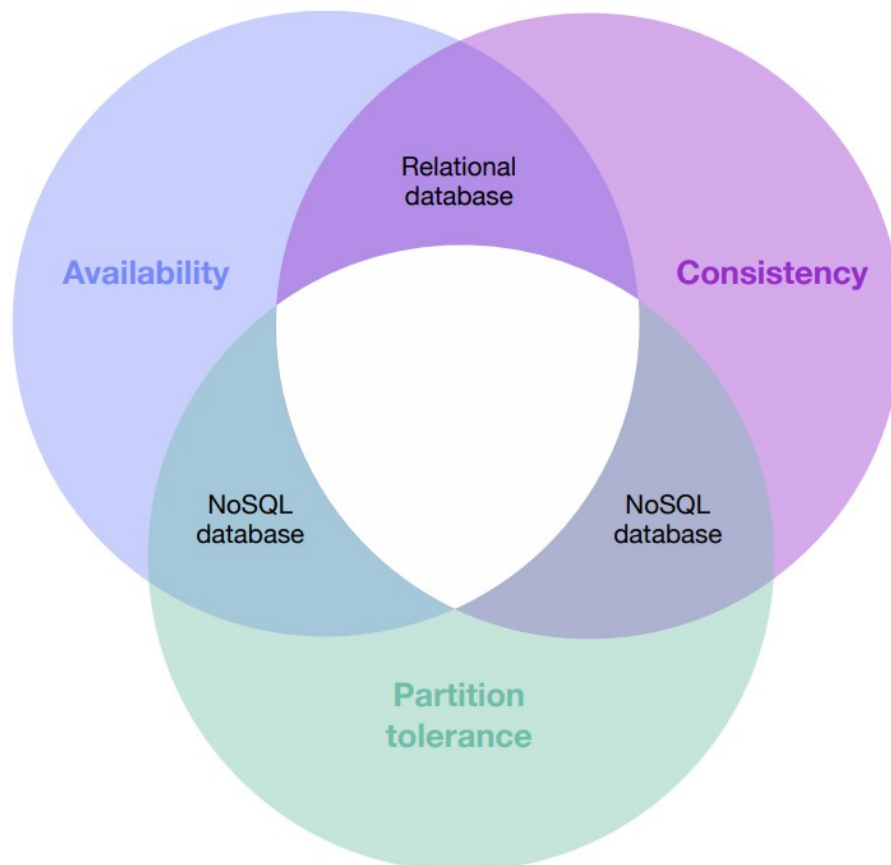 Relational
database
Availability
Consistency
NoSQL
database
NoSQL
database
Partition
tolerance